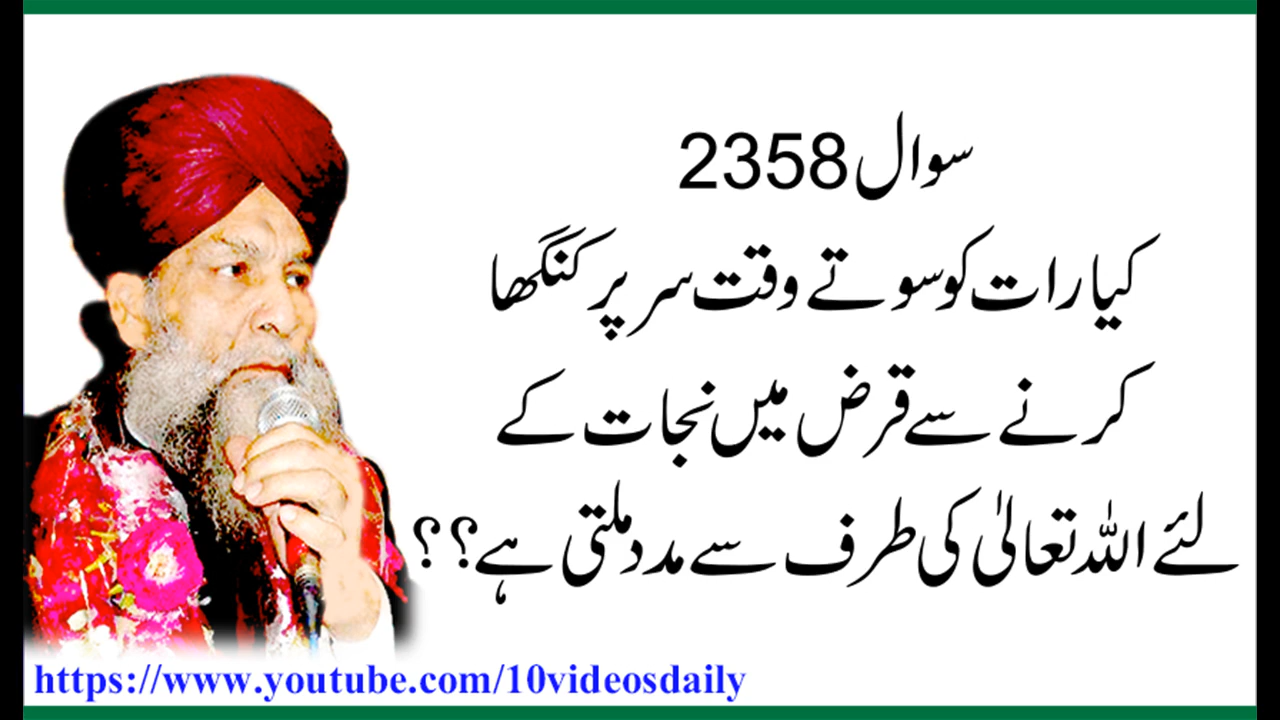 سوال 2358
کیا رات کو سوتے وقت سر پر کنگھا
کرنے سے قرض میں نجات کے
لئے اللہ تعالیٰ کی طرف سے مدد ملتی ہے؟؟
https://www.youtube.com/10videosdaily